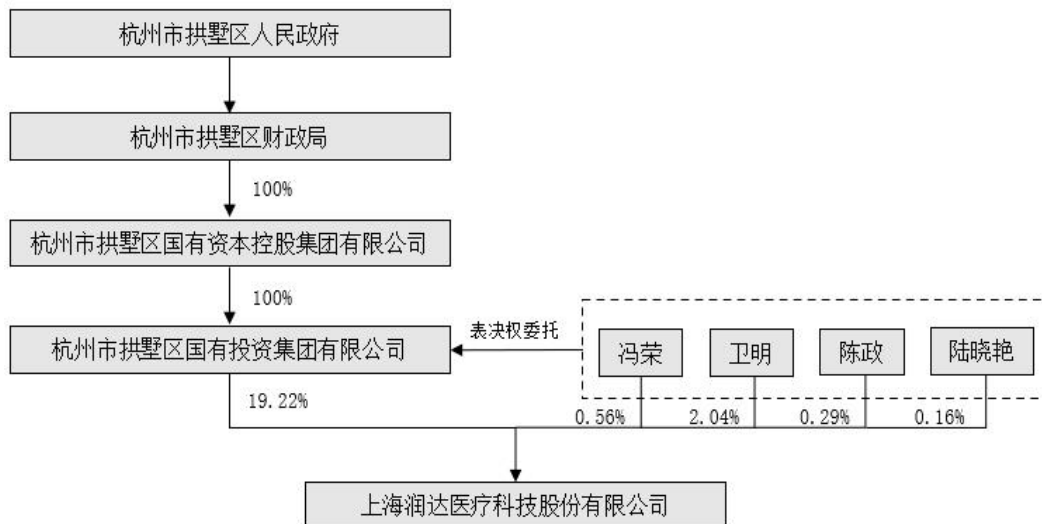 杭州市拱墅区人民政府
杭州市拱墅区财政局
100%
杭州市拱墅区国有资本控股集团有限公司
100%
杭州市拱墅区国有投资集团有限公司
表决权委托
冯荣
卫明
陈政
陆晓艳
19.22%
0.56%
2.04%
0.29%
0.16%
上海润达医疗科技股份有限公司